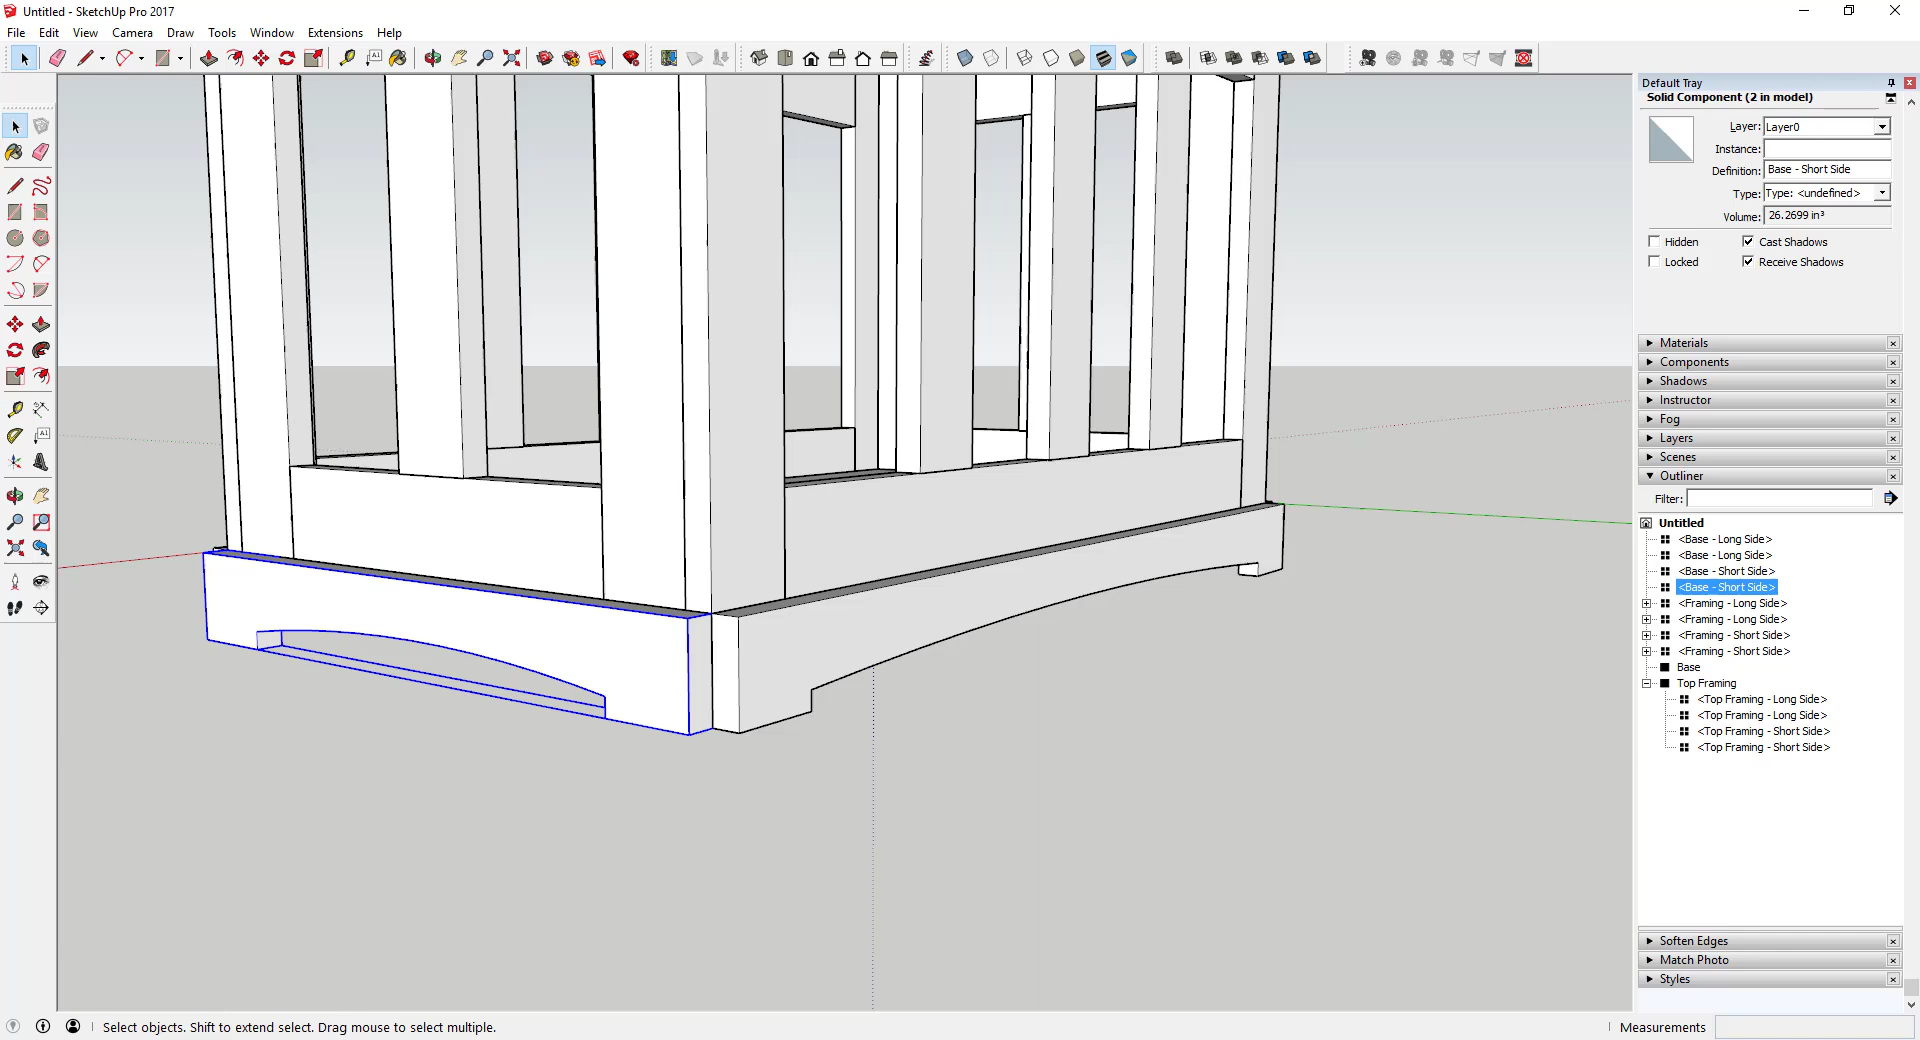 Untitled - SketchUp Pro 2017
File Edit View Camera Draw Tools Window Extensions Help
Default Tray
Solid Component (2 in model)
Layer: Layer0
Instance:
Definition: Base - Short Side
Type: Type: <undefined>
Volume: 26.2699 in³
Hidden Cast Shadows
Locked Receive Shadows
Materials
Components
Shadows
Instructor
Fog
Layers
Scenes
Outliner
Filter:
Untitled
<Base - Long Side>
<Base - Long Side>
<Base - Short Side>
<Base - Short Side>
<Framing - Long Side>
<Framing - Long Side>
<Framing - Short Side>
<Framing - Short Side>
Base
Top Framing
<Top Framing - Long Side>
<Top Framing - Long Side>
<Top Framing - Short Side>
<Top Framing - Short Side>
Soften Edges
Match Photo
Styles
Select objects. Shift to extend select. Drag mouse to select multiple.
Measurements